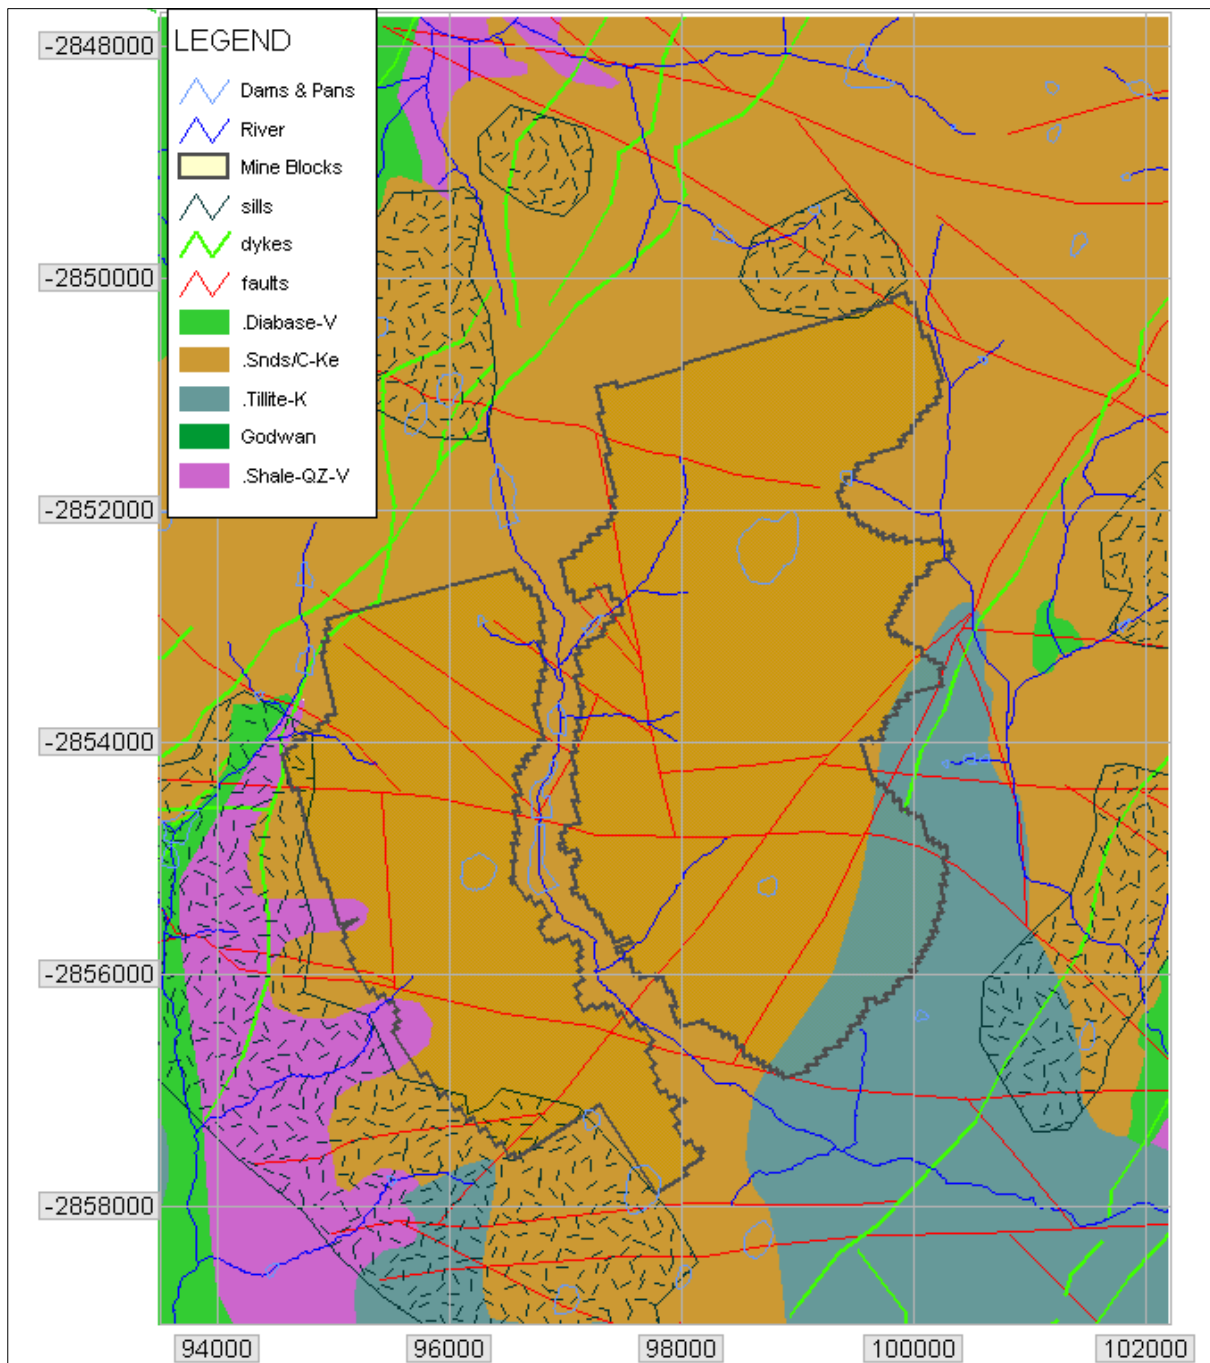 LEGEND
Dams & Pans
River
Mine Blocks
sills
dykes
faults
.Diabase-V
.Snds/C-Ke
.Tillite-K
Godwan
.Shale-QZ-V
-2848000
-2850000
-2852000
-2854000
-2856000
-2858000
94000 96000 98000 100000 102000